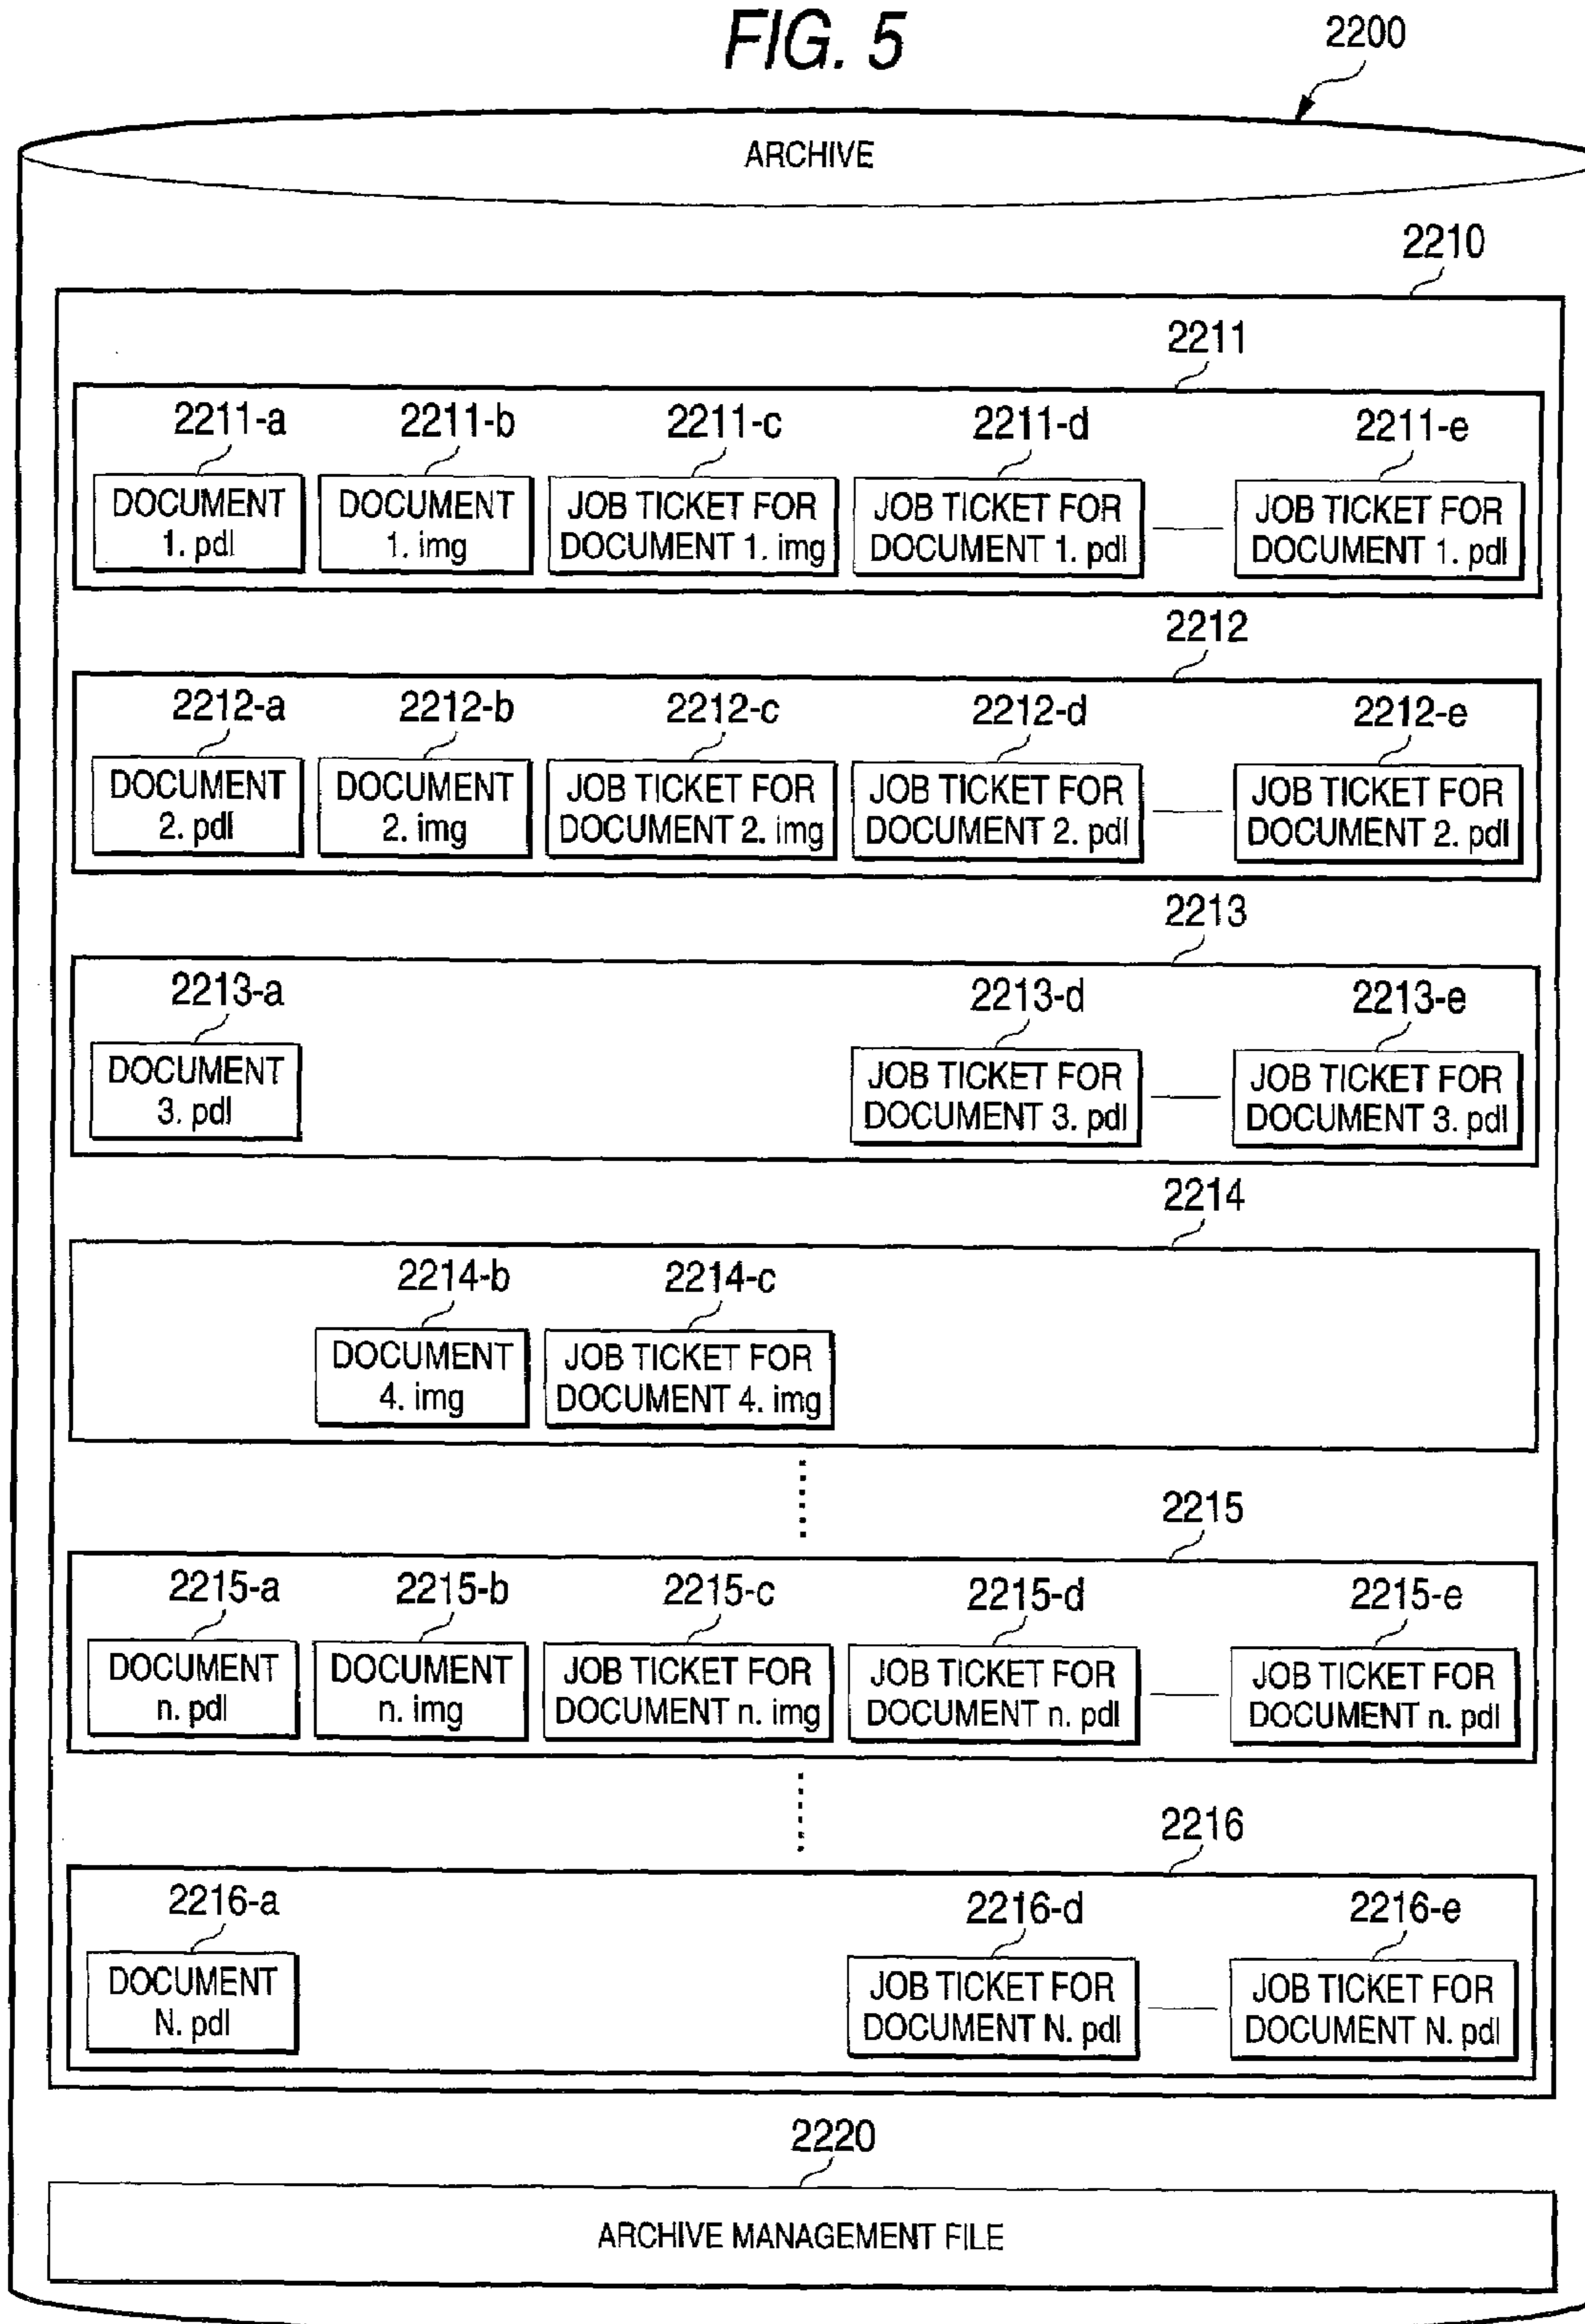 FIG. 5
2200
ARCHIVE
2210
2211
2211-a 2211-b 2211-c 2211-d 2211-e
DOCUMENT DOCUMENT JOB TICKET FOR JOB TICKET FOR JOB TICKET FOR
1. pdl 1. img DOCUMENT 1. img DOCUMENT 1. pdl DOCUMENT 1. pdl
2212
2212-a 2212-b 2212-c 2212-d 2212-e
DOCUMENT DOCUMENT JOB TICKET FOR JOB TICKET FOR JOB TICKET FOR
2. pdl 2. img DOCUMENT 2. img DOCUMENT 2. pdl DOCUMENT 2. pdl
2213
2213-a 2213-d 2213-e
DOCUMENT JOB TICKET FOR JOB TICKET FOR
3. pdl DOCUMENT 3. pdl DOCUMENT 3. pdl
2214
2214-b 2214-c
DOCUMENT JOB TICKET FOR
4. img DOCUMENT 4. img
2215
2215-a 2215-b 2215-c 2215-d 2215-e
DOCUMENT DOCUMENT JOB TICKET FOR JOB TICKET FOR JOB TICKET FOR
n. pdl n. img DOCUMENT n. img DOCUMENT n. pdl DOCUMENT n. pdl
2216
2216-a 2216-d 2216-e
DOCUMENT JOB TICKET FOR JOB TICKET FOR
N. pdl DOCUMENT N. pdl DOCUMENT N. pdl
2220
ARCHIVE MANAGEMENT FILE